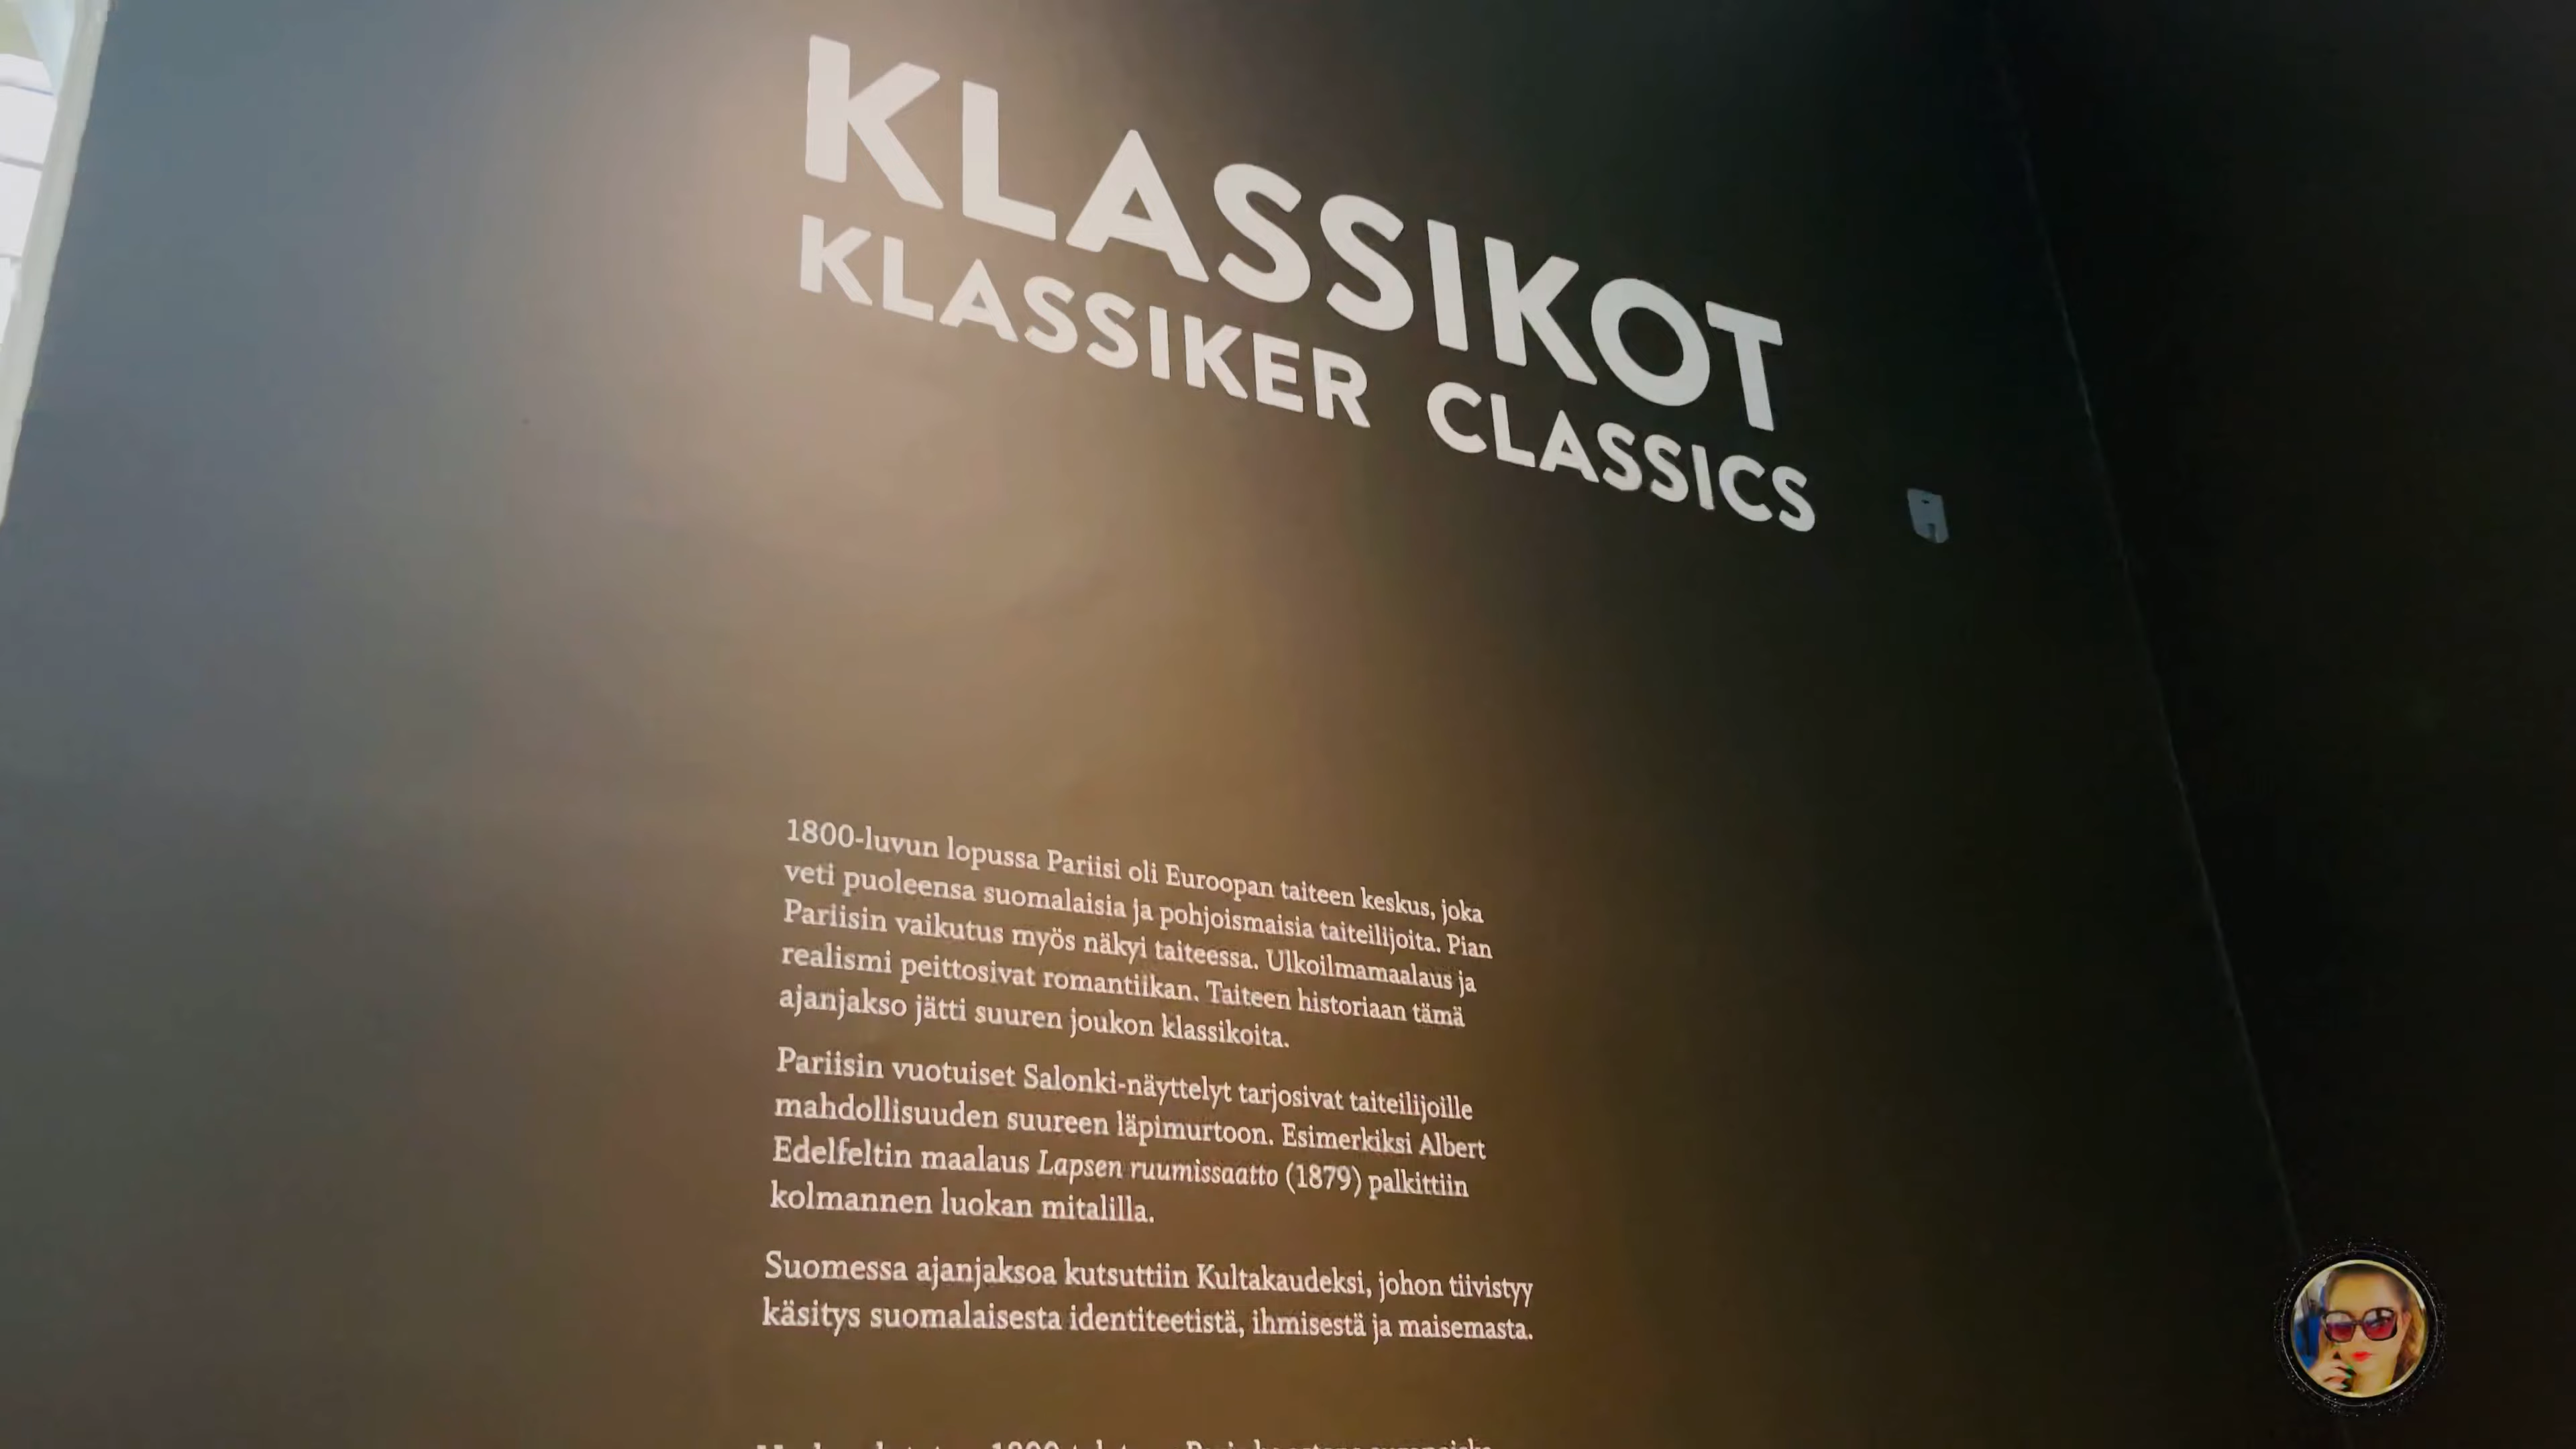 KLASSIKOT
KLASSIKER CLASSICS
1800-luvun lopussa Pariisi oli Euroopan taiteen keskus, joka
veti puoleensa suomalaisia ja pohjoismaisia taiteilijoita. Pian
Pariisin vaikutus myös näkyi taiteessa. Ulkoilmamaalaus ja
realismi peittosivat romantiikan. Taiteen historiaan tämä
ajanjakso jätti suuren joukon klassikoita.
Pariisin vuotuiset Salonki-näyttelyt tarjosivat taiteilijoille
mahdollisuuden suureen läpimurtoon. Esimerkiksi Albert
Edelfeltin maalaus Lapsen ruumissaatto (1879) palkittiin
kolmannen luokan mitalilla.
Suomessa ajanjaksoa kutsuttiin Kultakaudeksi, johon tiivistyy
käsitys suomalaisesta identiteetistä, ihmisestä ja maisemasta.